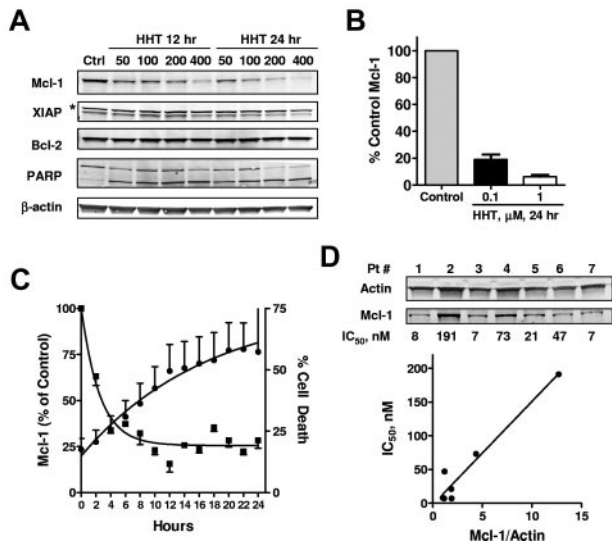 A
HHT 12 hr HHT 24 hr
Ctrl 50 100 200 400 50 100 200 400
Mcl-1
XIAP *
Bcl-2
PARP
β-actin
B
% Control Mcl-1
100
80
60
40
20
0
Control 0.1 1
HHT, μM, 24 hr
C
Mcl-1 (% of Control)
100
75
50
25
0
75
50
25
0
% Cell Death
0 2 4 6 8 10 12 14 16 18 20 22 24
Hours
D
Pt # 1 2 3 4 5 6 7
Actin
Mcl-1
IC50, nM 8 191 7 73 21 47 7
IC50, nM
200
150
100
50
0
0 5 10 15
Mcl-1/Actin